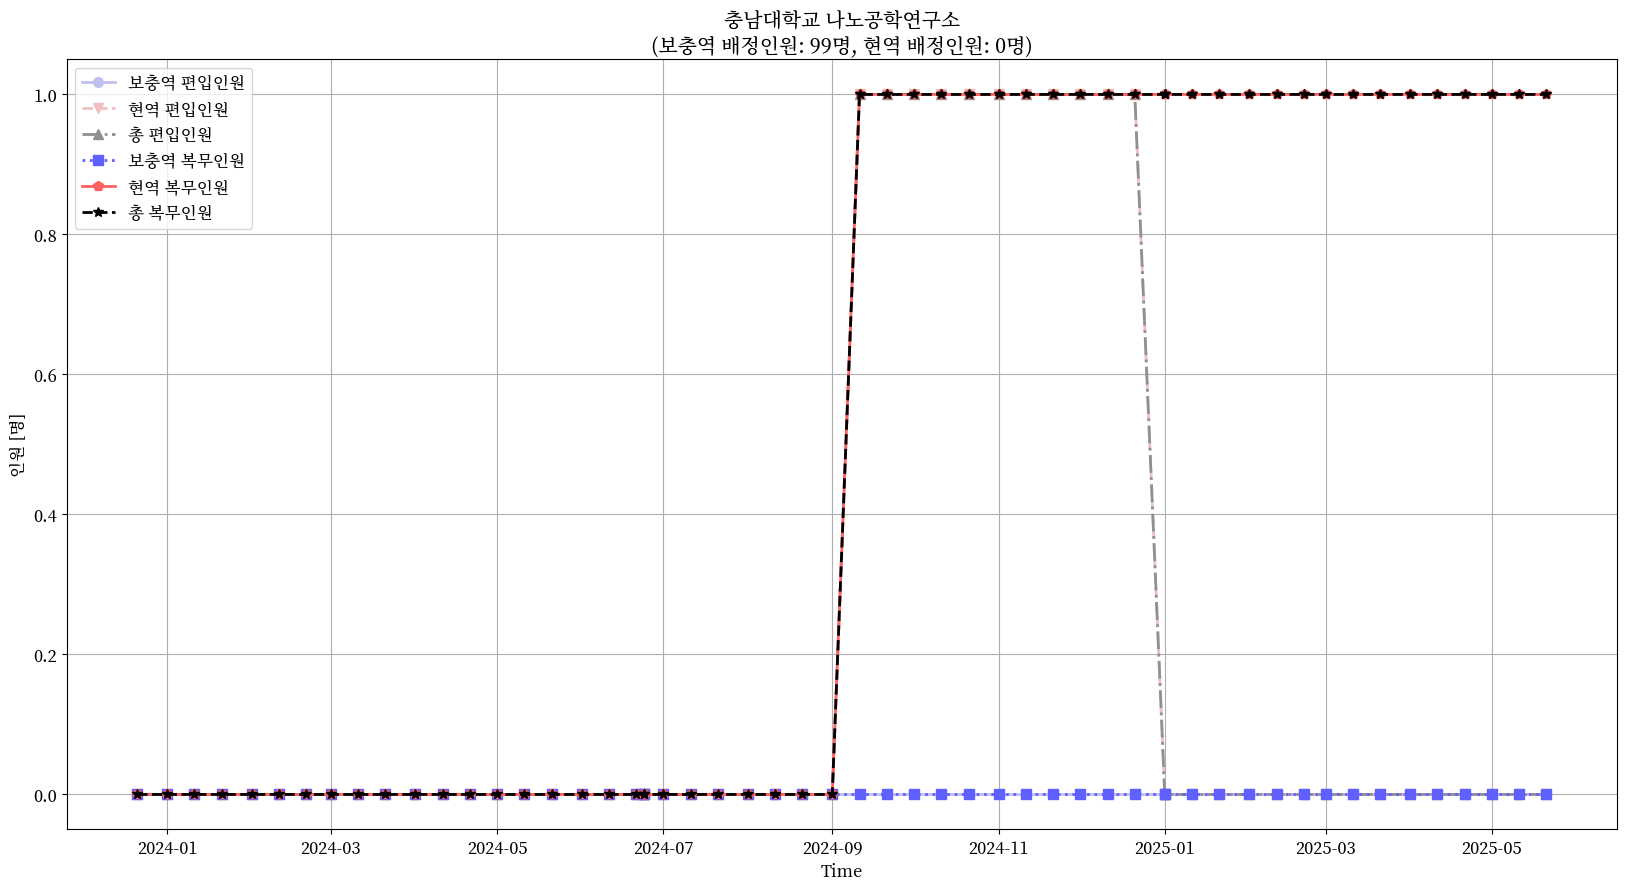 충남대학교 나노공학연구소
(보충역 배정인원: 99명, 현역 배정인원: 0명)
보충역 편입인원
현역 편입인원
총 편입인원
보충역 복무인원
현역 복무인원
총 복무인원
1.0
0.8
0.6
0.4
0.2
0.0
인원 [명]
2024-01
2024-03
2024-05
2024-07
2024-09
2024-11
2025-01
2025-03
2025-05
Time